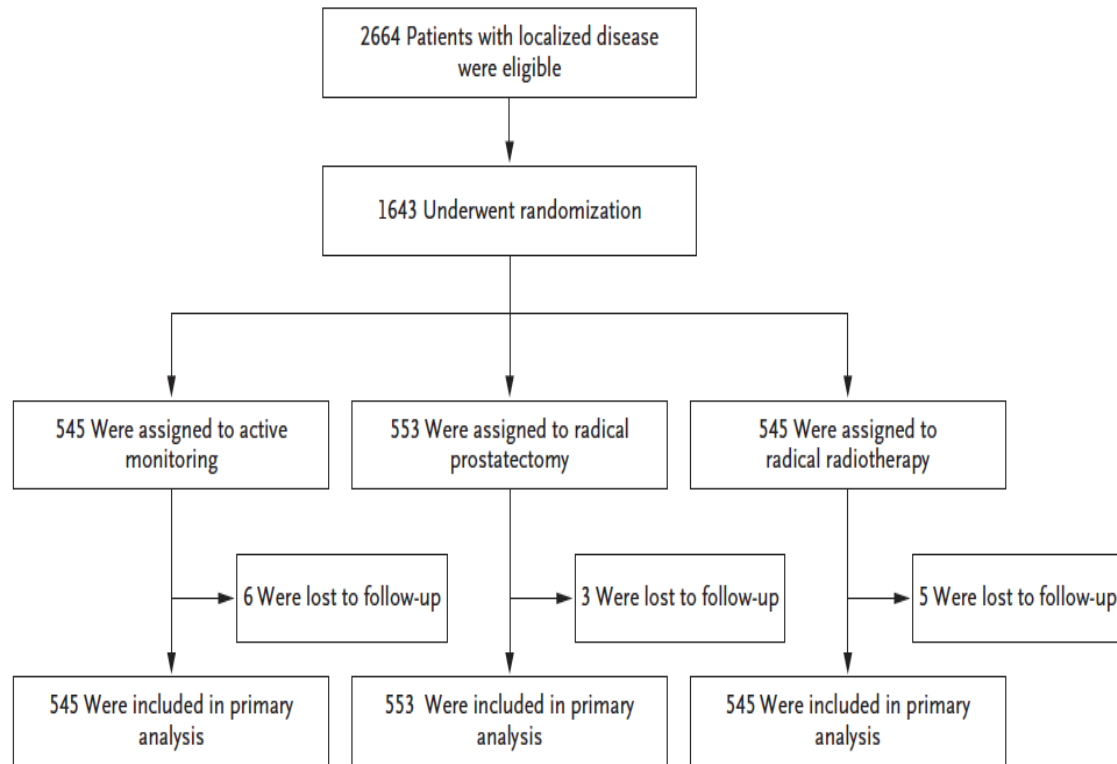 2664 Patients with localized disease
were eligible
1643 Underwent randomization
545 Were assigned to active
monitoring
553 Were assigned to radical
prostatectomy
545 Were assigned to
radical radiotherapy
6 Were lost to follow-up
3 Were lost to follow-up
5 Were lost to follow-up
545 Were included in primary
analysis
553 Were included in primary
analysis
545 Were included in primary
analysis